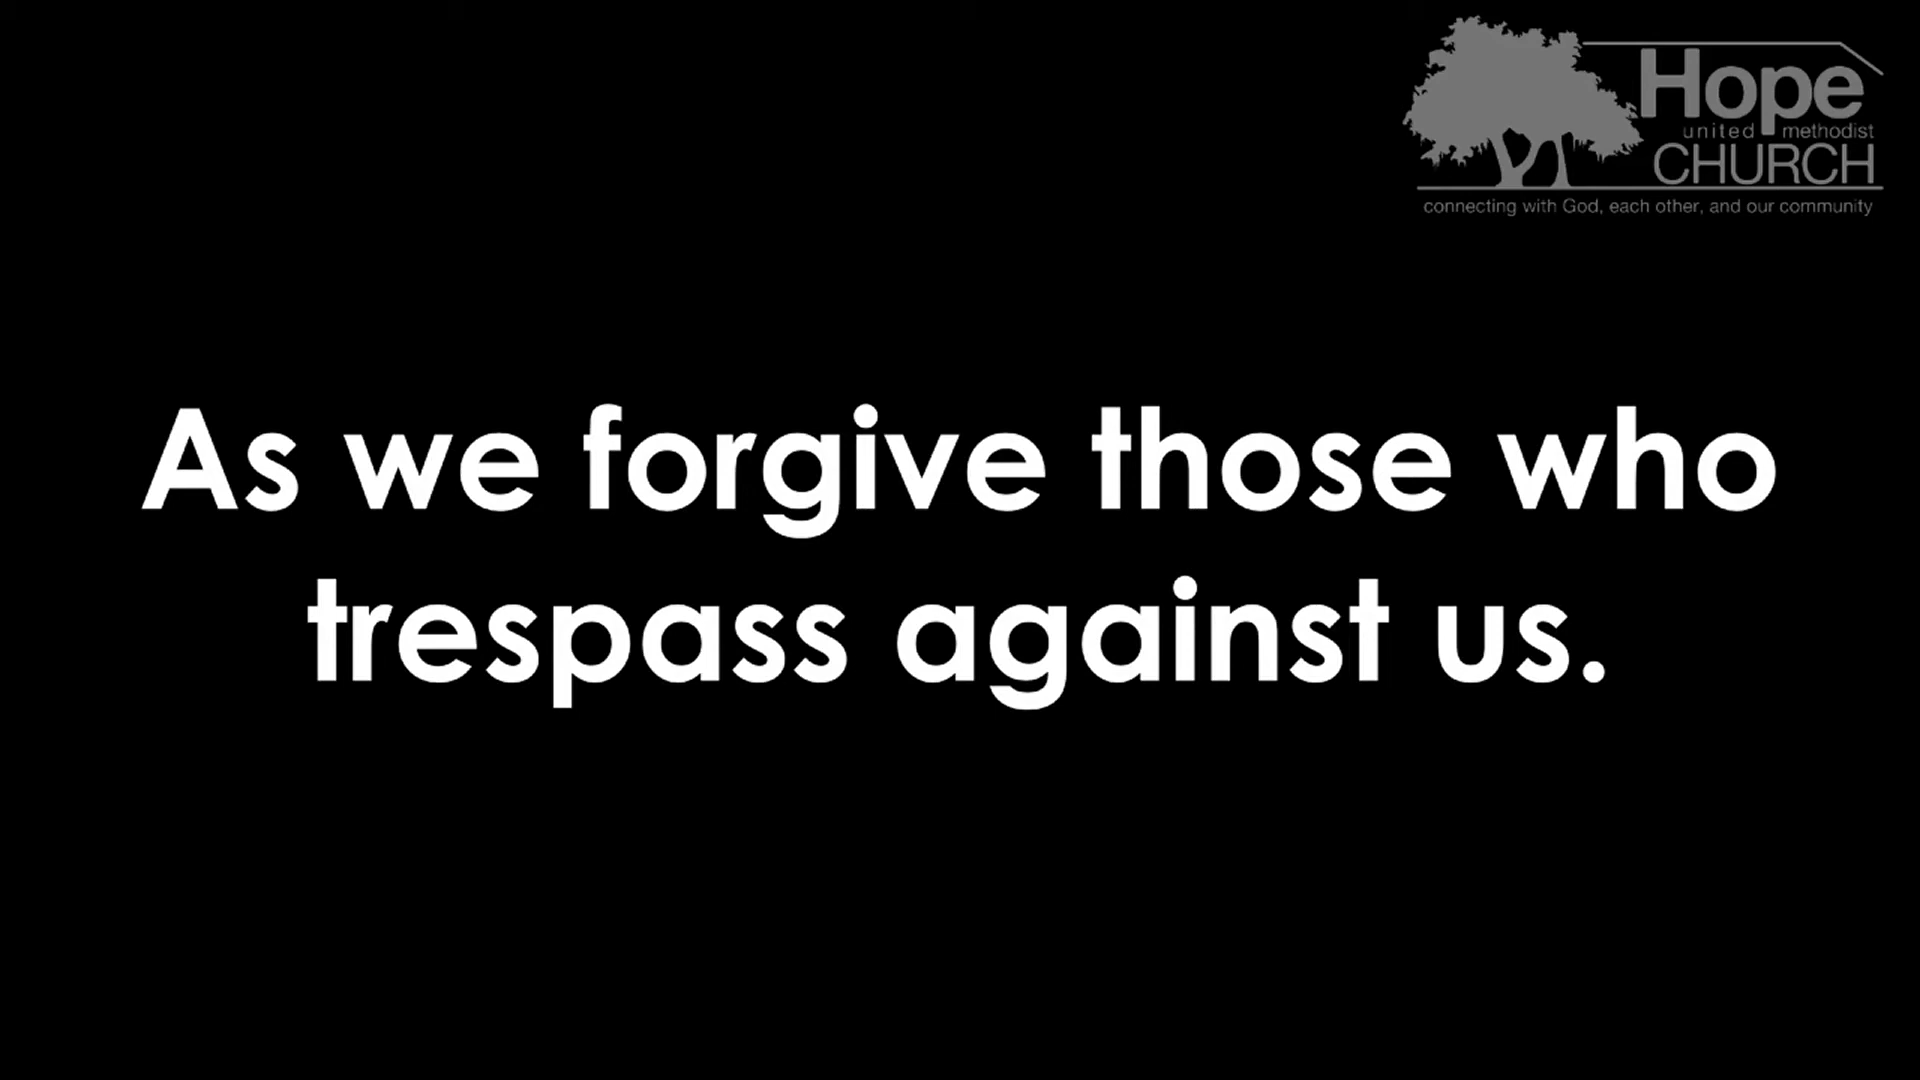 Hope
united methodist
CHURCH
connecting with God, each other, and our community
As we forgive those who
trespass against us.